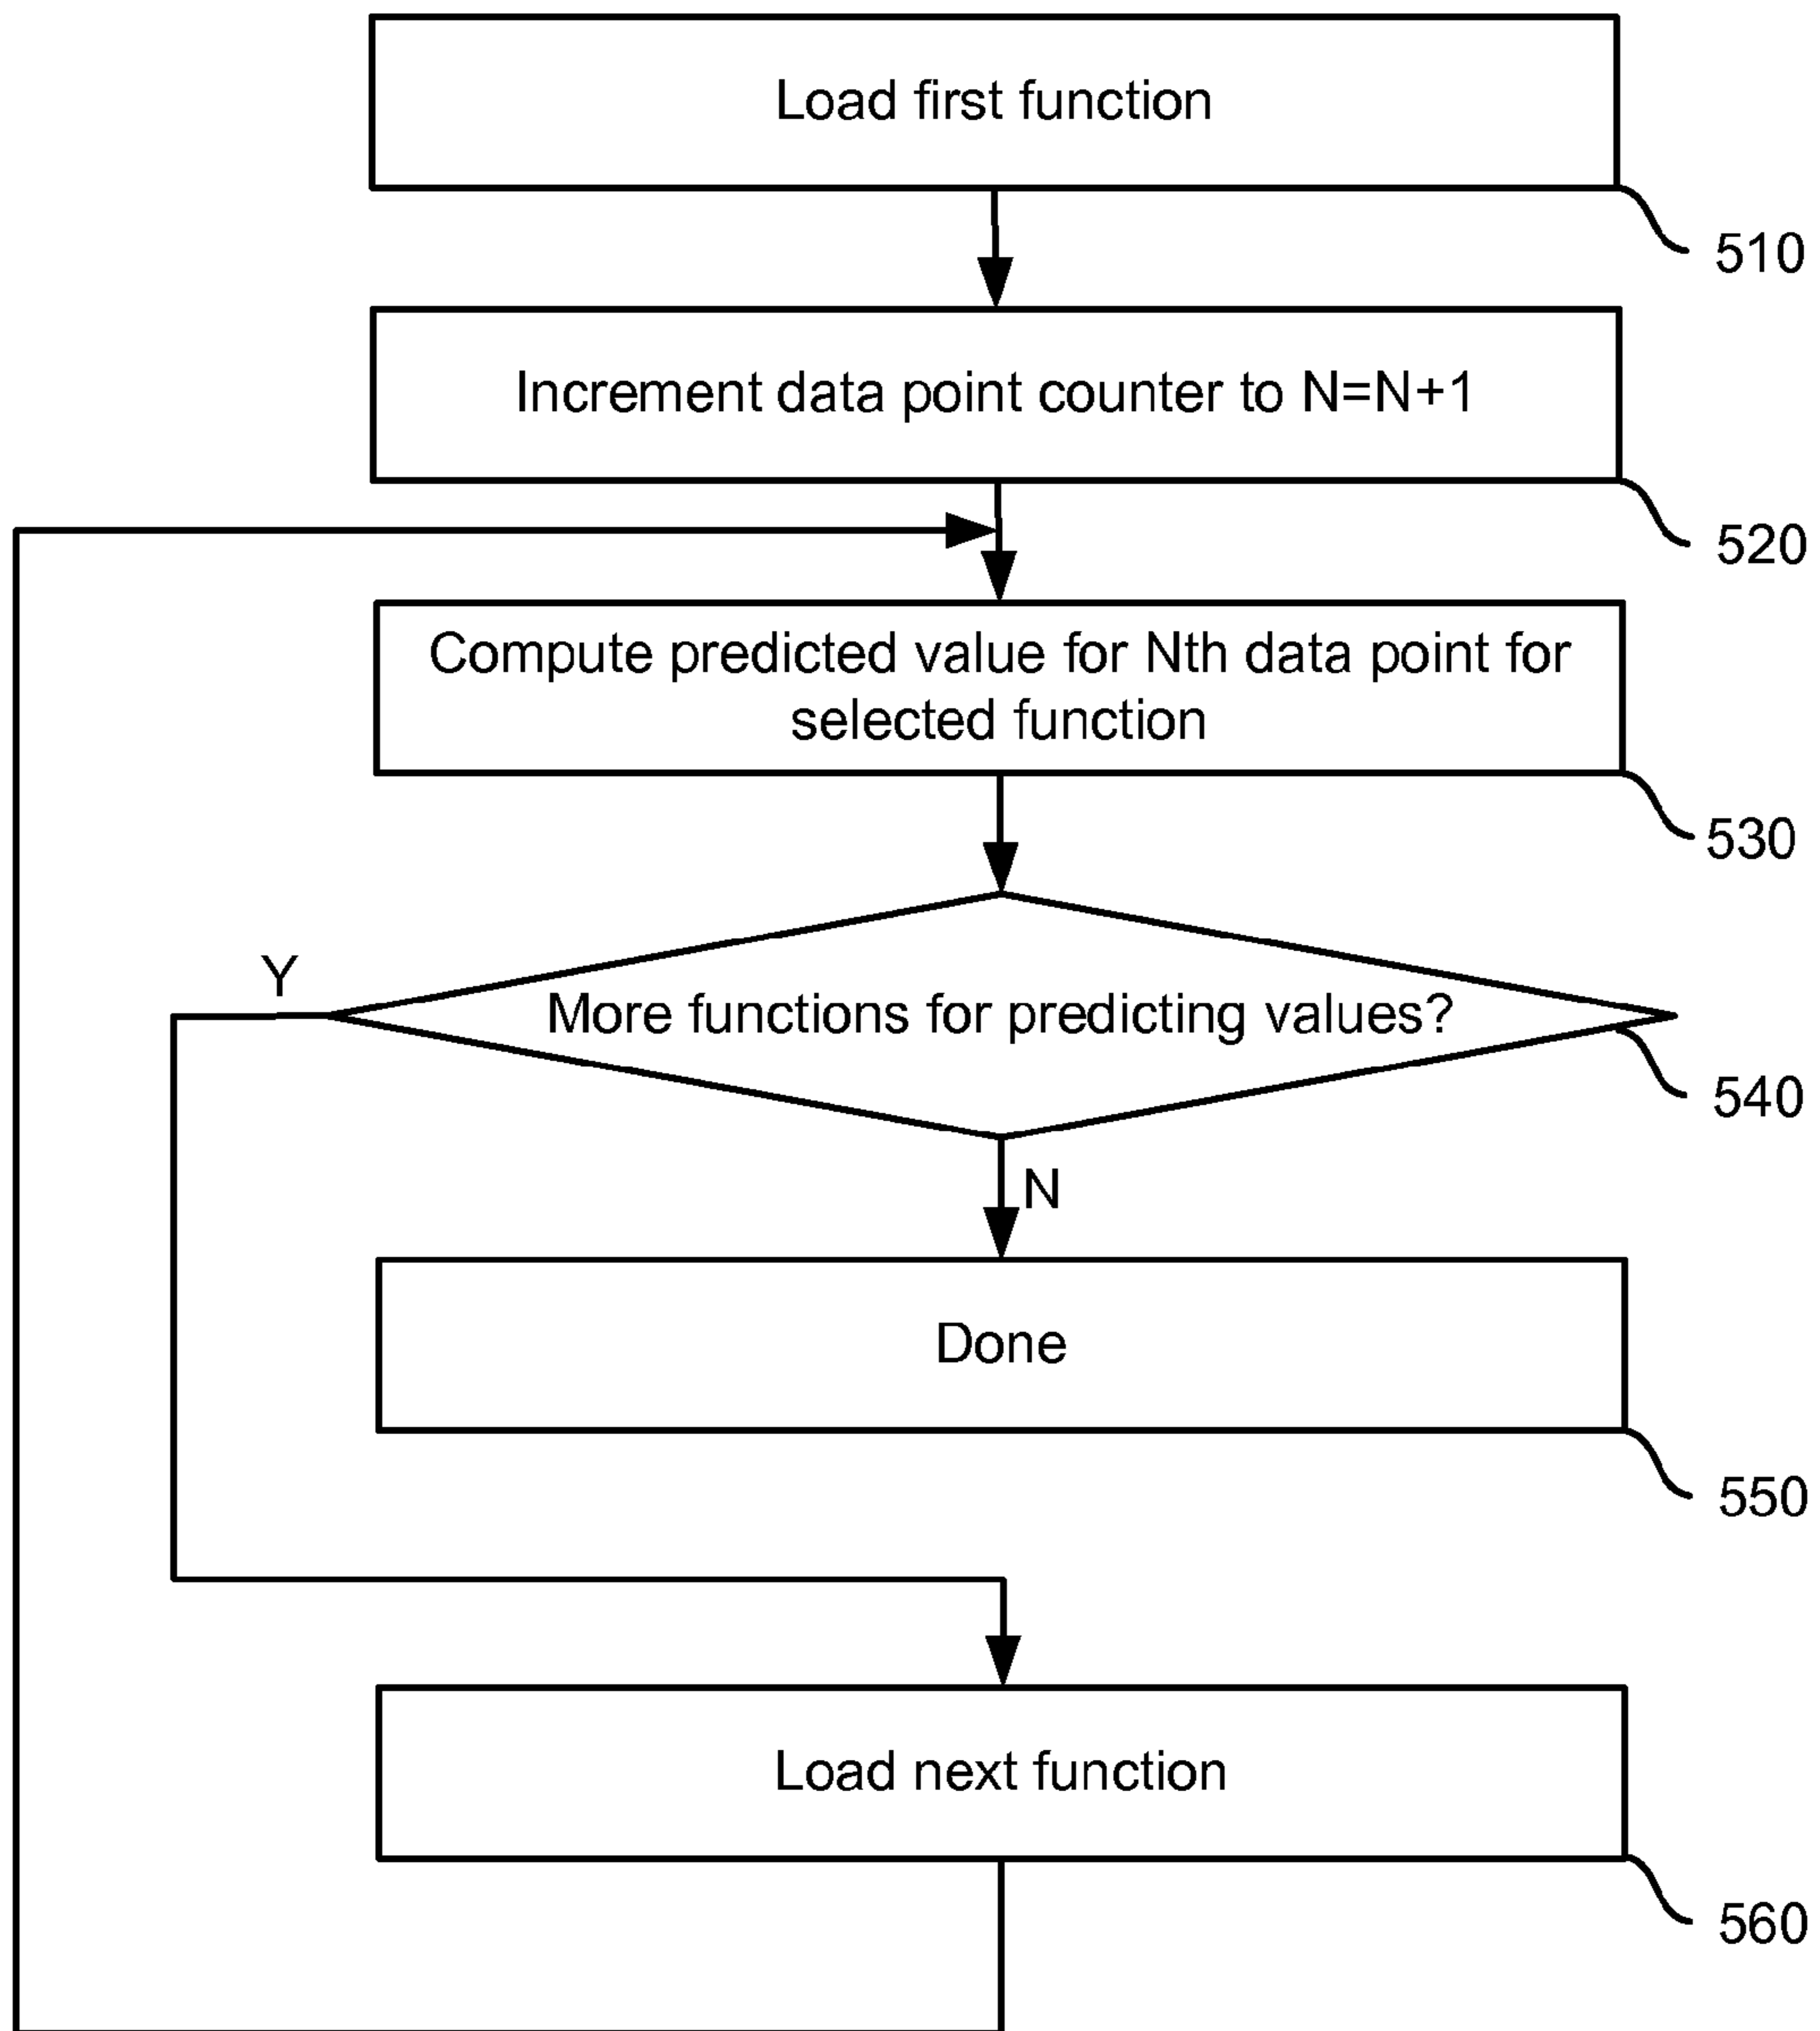 Load first function
510
Increment data point counter to N=N+1
520
Compute predicted value for Nth data point for
selected function
530
Y
More functions for predicting values?
540
N
Done
550
Load next function
560